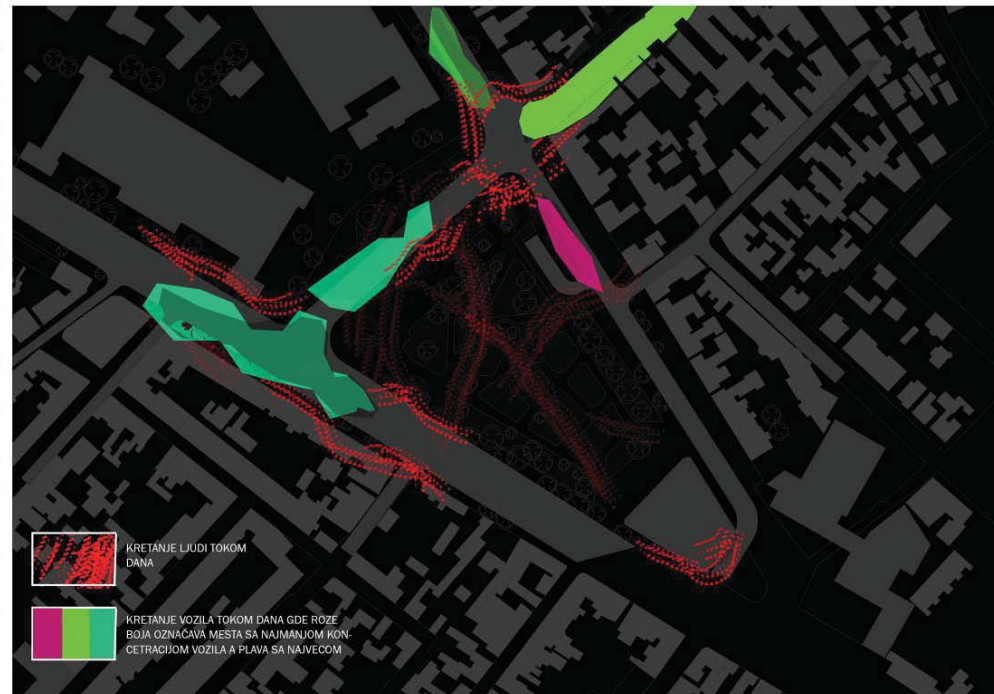 KRETANJE LJUDI TOKOM
DANA
KRETANJE VOZILA TOKOM DANA GDE ROZE
BOJA OZNAČAVA MESTA SA NAJMANJOM KON-
CETRACIJOM VOZILA A PLAVA SA NAJVECOM